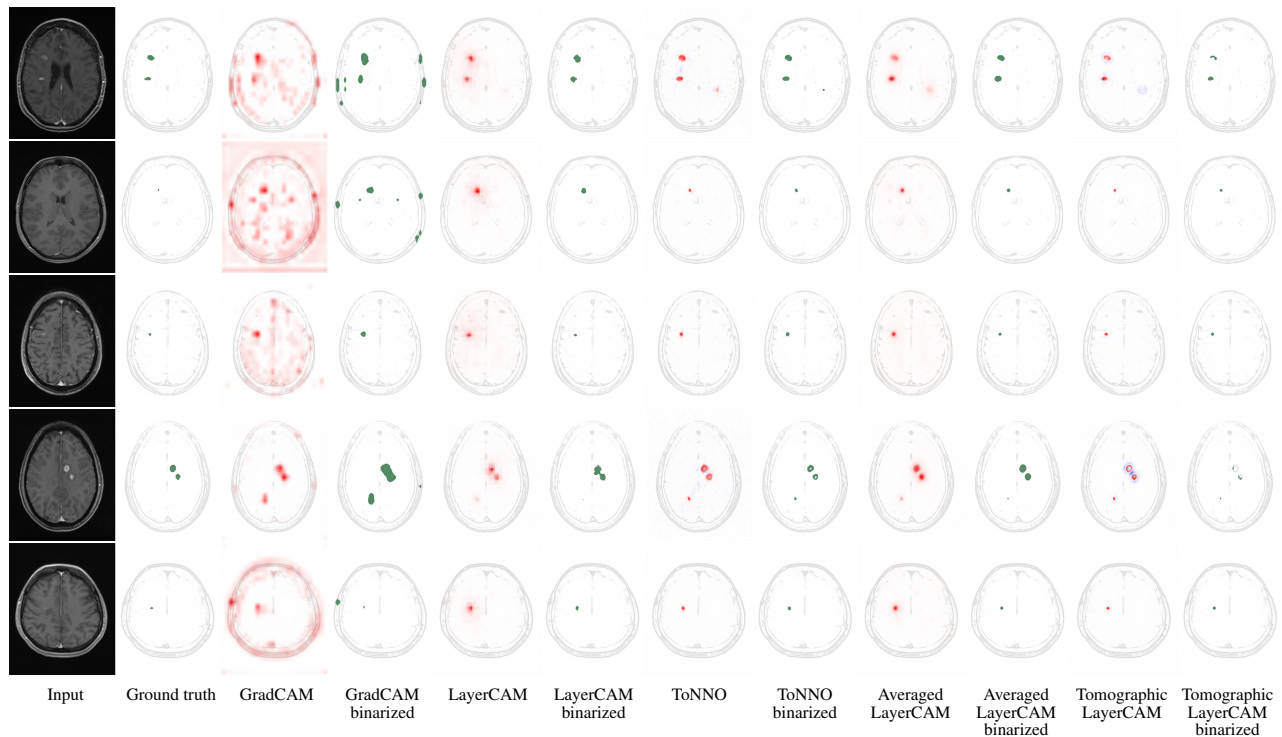 Input Ground truth GradCAM GradCAM LayerCAM LayerCAM ToNNO ToNNO Averaged Averaged Tomographic Tomographic
binarized binarized binarized LayerCAM LayerCAM LayerCAM LayerCAM
binarized binarized